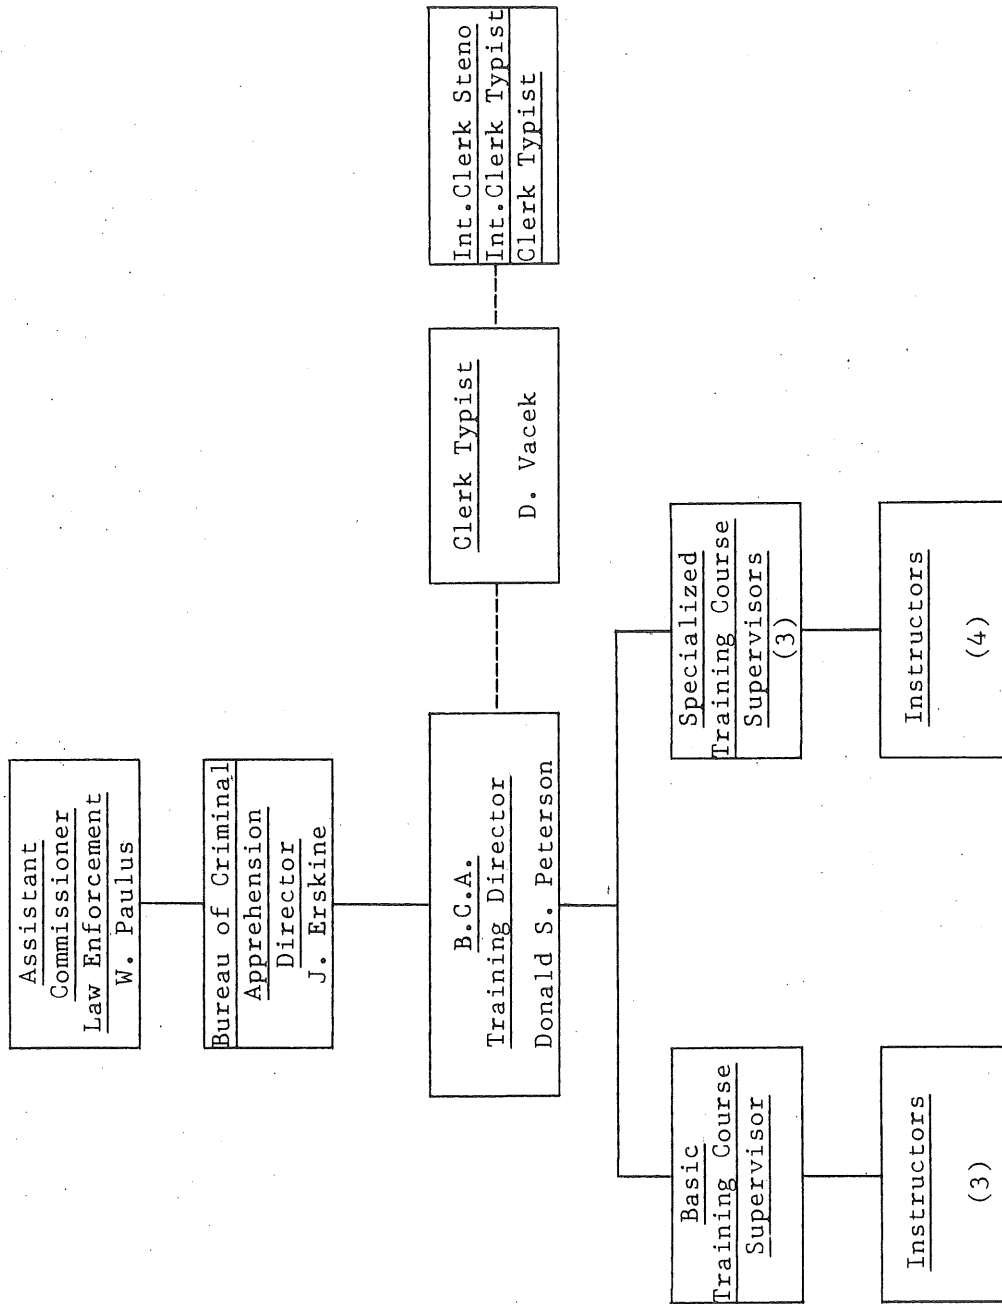 Assistant
Commissioner
Law Enforcement
W. Paulus
Bureau of Criminal
Apprehension
Director
J. Erskine
B.C.A.
Training Director
Donald S. Peterson
Clerk Typist
D. Vacek
Int.Clerk Steno
Int.Clerk Typist
Clerk Typist
Basic
Training Course
Supervisor
Instructors
(3)
Specialized
Training Course
Supervisors
(3)
Instructors
(4)